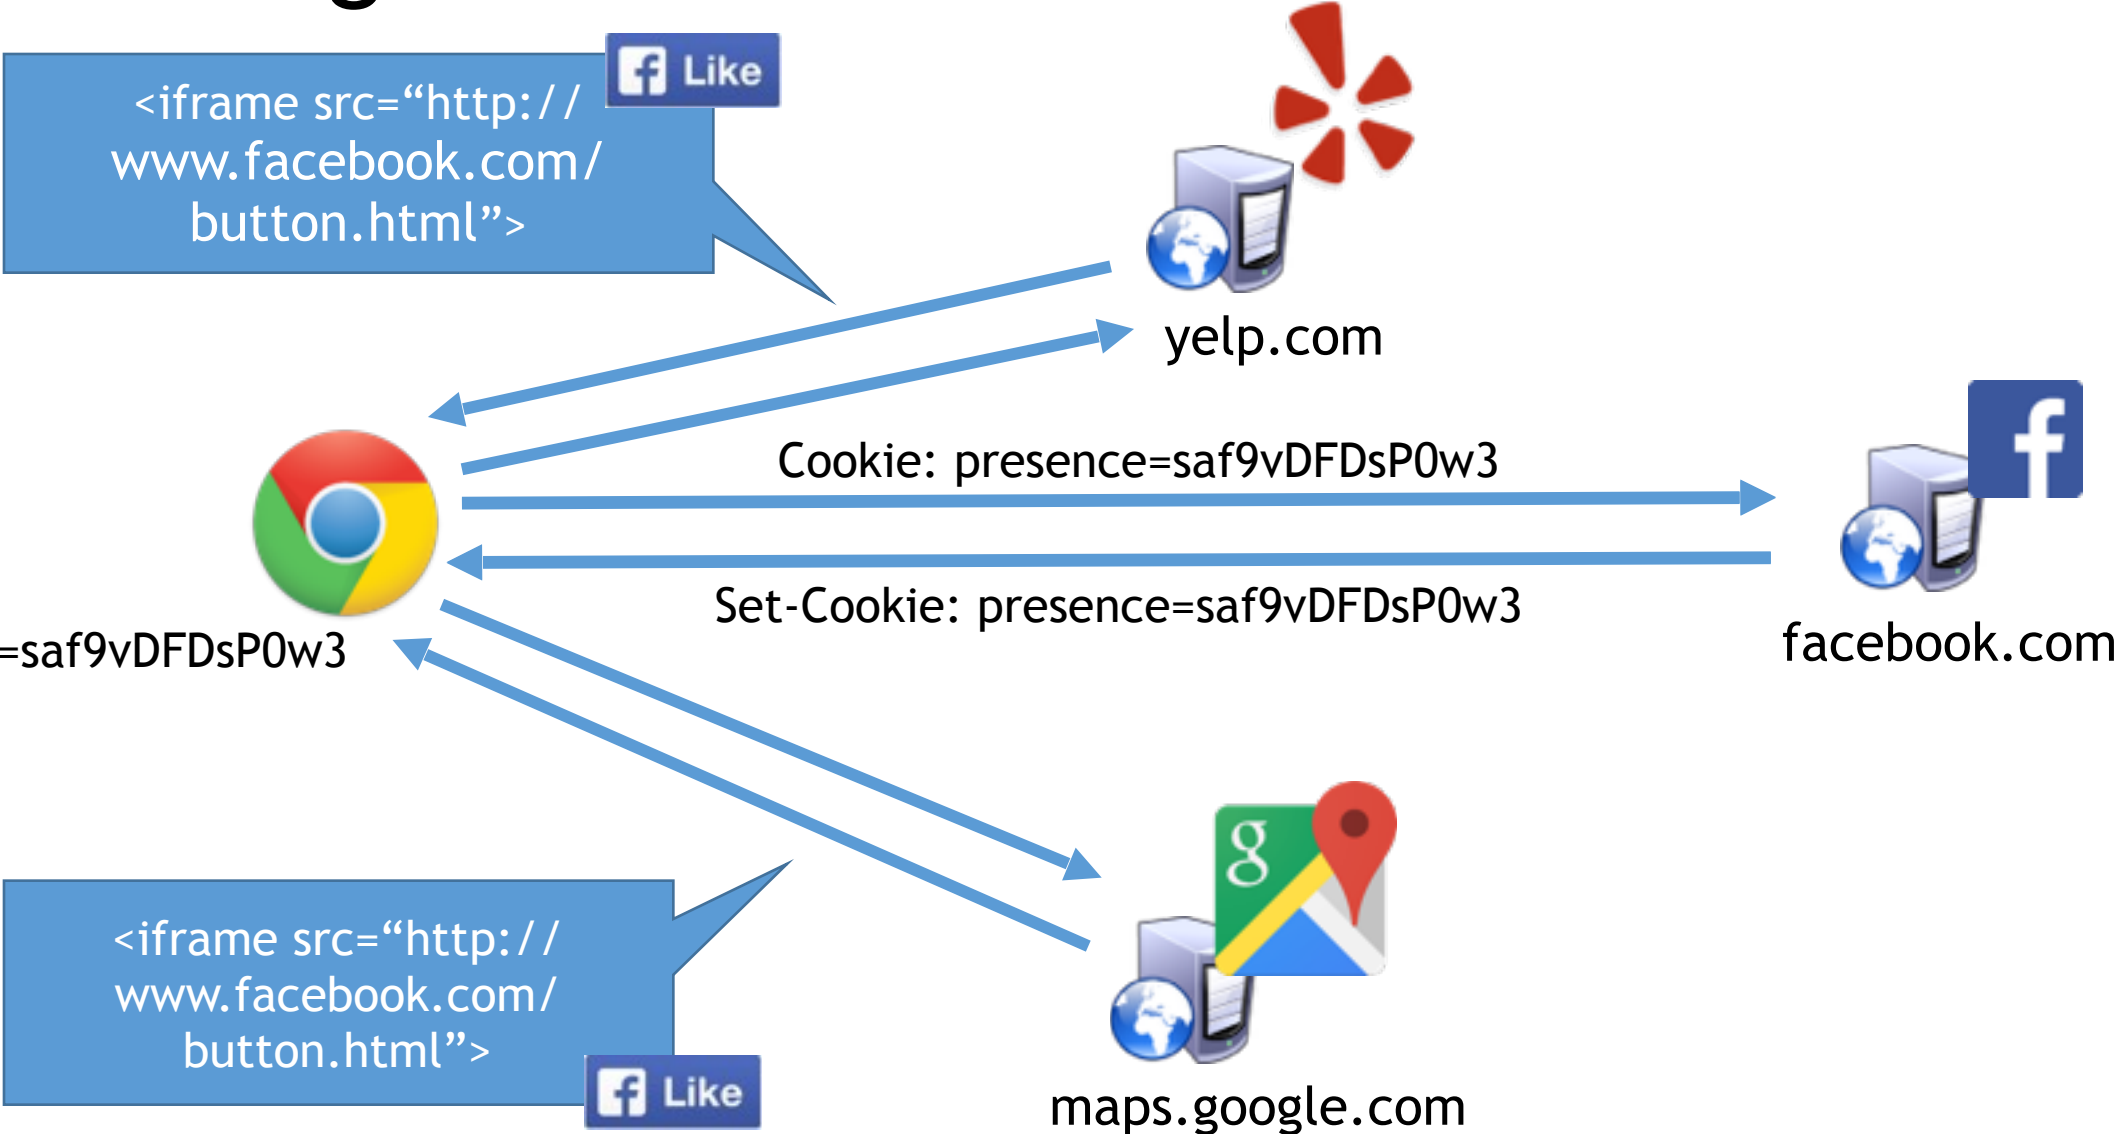 <iframe src=“http://
www.facebook.com/
button.html”>
f Like
yelp.com
Cookie: presence=saf9vDFDsP0w3
f
Set-Cookie: presence=saf9vDFDsP0w3
=saf9vDFDsP0w3
facebook.com
g
<iframe src=“http://
www.facebook.com/
button.html”>
f Like
maps.google.com